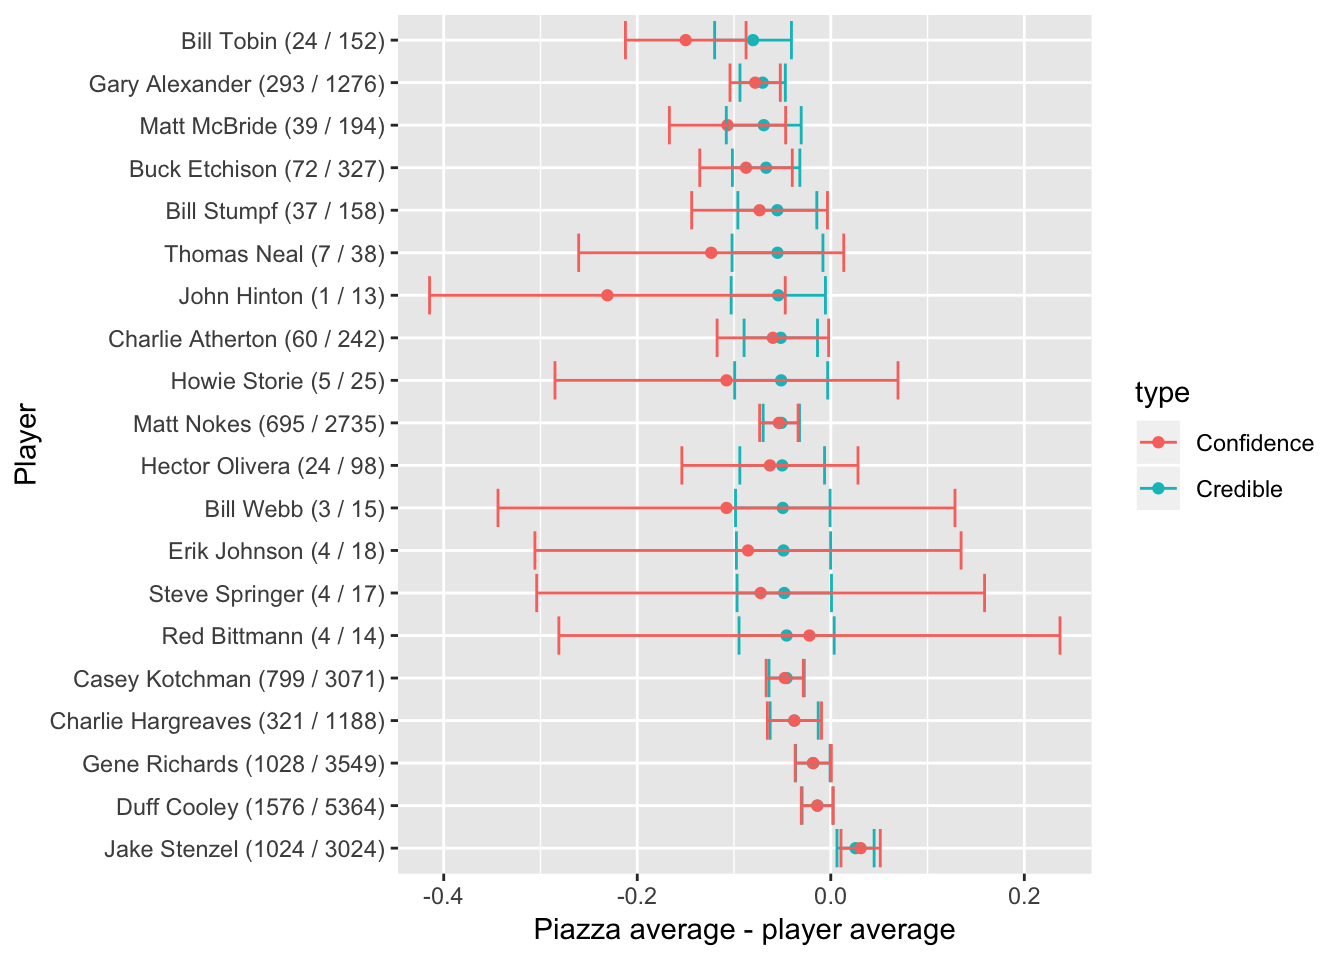 Bill Tobin (24 / 152)
Gary Alexander (293 / 1276)
Matt McBride (39 / 194)
Buck Etchison (72 / 327)
Bill Stumpf (37 / 158)
Thomas Neal (7 / 38)
John Hinton (1 / 13)
Charlie Atherton (60 / 242)
Howie Storie (5 / 25)
Matt Nokes (695 / 2735)
Hector Olivera (24 / 98)
Bill Webb (3 / 15)
Erik Johnson (4 / 18)
Steve Springer (4 / 17)
Red Bittmann (4 / 14)
Casey Kotchman (799 / 3071)
Charlie Hargreaves (321 / 1188)
Gene Richards (1028 / 3549)
Duff Cooley (1576 / 5364)
Jake Stenzel (1024 / 3024)
Player
-0.4 -0.2 0.0 0.2
Piazza average - player average
type
Confidence
Credible